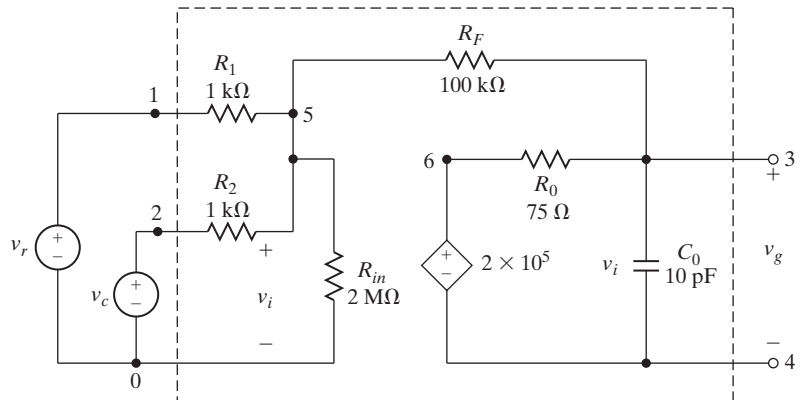 R_F
100 kΩ
R_1
1 kΩ
1
5
6
3
+
R_0
75 Ω
R_2
1 kΩ
2
+
v_r
+
−
v_c
+
−
v_i
R_in
2 MΩ
+
−
2 × 10^5
v_i
C_0
10 pF
v_g
−
−
4
0